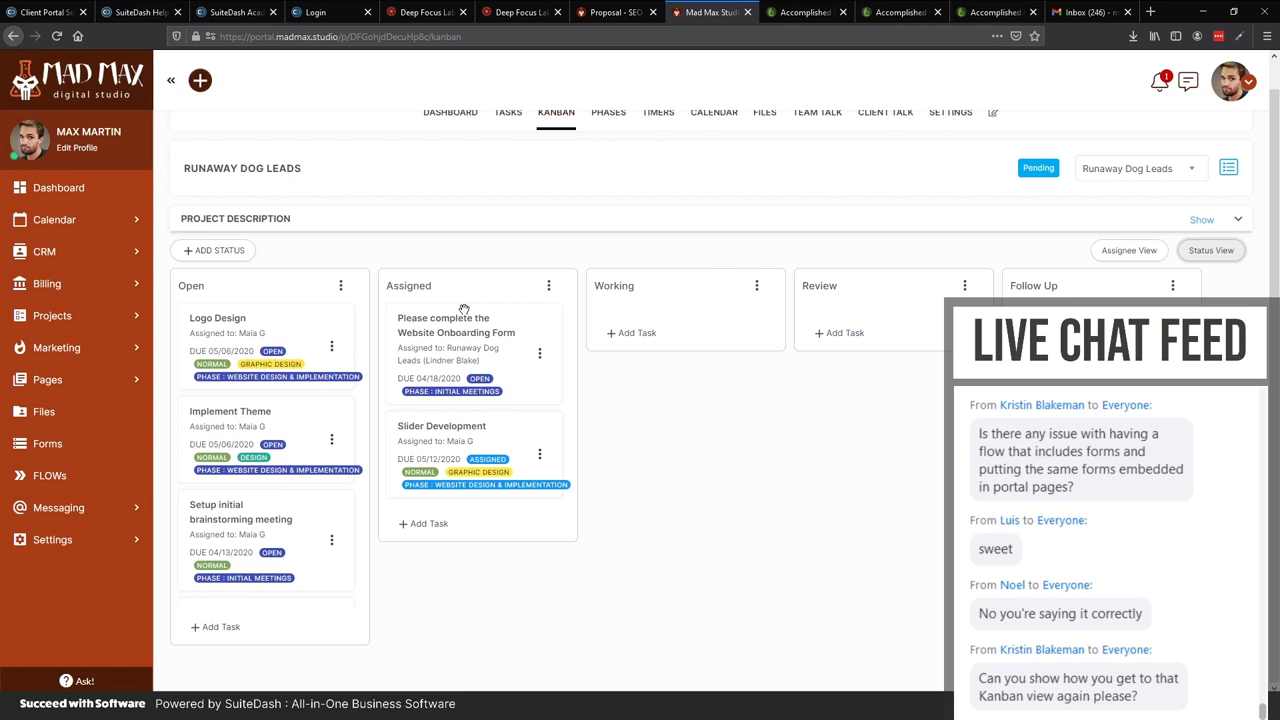 Client Portal So
SuiteDash Help
SuiteDash Acad
Login
Deep Focus Lab
Deep Focus Lab
Proposal - SEO
Mad Max Studio
Accomplished
Accomplished
Accomplished
Inbox (246) - m
https://portal.madmax.studio/p/DFGohjdDecuHp8c/kanban
MAD MAX
digital studio
1
MAX MARTIN
Edit Profile
DASHBOARD TASKS KANBAN PHASES TIMERS CALENDAR FILES TEAM TALK CLIENT TALK SETTINGS
RUNAWAY DOG LEADS
Pending
Runaway Dog Leads
PROJECT DESCRIPTION
Show
ADD STATUS
Assignee View
Status View
Dashboard
Calendar
CRM
Billing
Projects
Marketing
Pages
Files
Forms
FLOWs
Messaging
Settings
Ask!
Open
Logo Design
Assigned to: Maia G
DUE 05/06/2020 OPEN
NORMAL GRAPHIC DESIGN
PHASE : WEBSITE DESIGN & IMPLEMENTATION
Implement Theme
Assigned to: Maia G
DUE 05/06/2020 OPEN
NORMAL DESIGN
PHASE : WEBSITE DESIGN & IMPLEMENTATION
Setup initial
brainstorming meeting
Assigned to: Maia G
DUE 04/13/2020 OPEN
NORMAL
PHASE : INITIAL MEETINGS
Add Task
Assigned
Please complete the
Website Onboarding Form
Assigned to: Runaway Dog
Leads (Lindner Blake)
DUE 04/18/2020 OPEN
PHASE : INITIAL MEETINGS
Slider Development
Assigned to: Maia G
DUE 05/12/2020 ASSIGNED
NORMAL GRAPHIC DESIGN
PHASE : WEBSITE DESIGN & IMPLEMENTATION
Add Task
Working
Add Task
Review
Add Task
Follow Up
LIVE CHAT FEED
From Kristin Blakeman to Everyone:
Is there any issue with having a
flow that includes forms and
putting the same forms embedded
in portal pages?
From Luis to Everyone:
sweet
From Noel to Everyone:
No you're saying it correctly
From Kristin Blakeman to Everyone:
Can you show how you get to that
Kanban view again please?
Succeed with Software Powered by SuiteDash : All-in-One Business Software